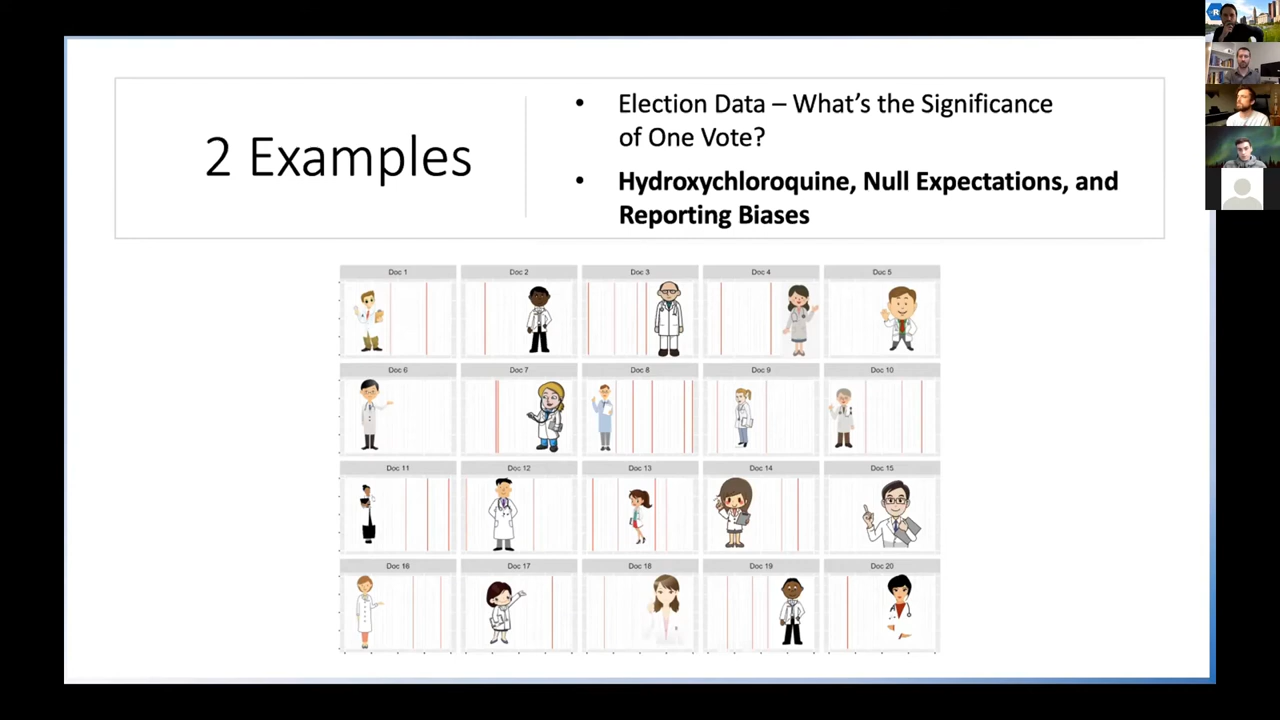 2 Examples
• Election Data – What's the Significance
of One Vote?
• Hydroxychloroquine, Null Expectations, and
Reporting Biases
Doc 1
Doc 2
Doc 3
Doc 4
Doc 5
Doc 6
Doc 7
Doc 8
Doc 9
Doc 10
Doc 11
Doc 12
Doc 13
Doc 14
Doc 15
Doc 16
Doc 17
Doc 18
Doc 19
Doc 20
R